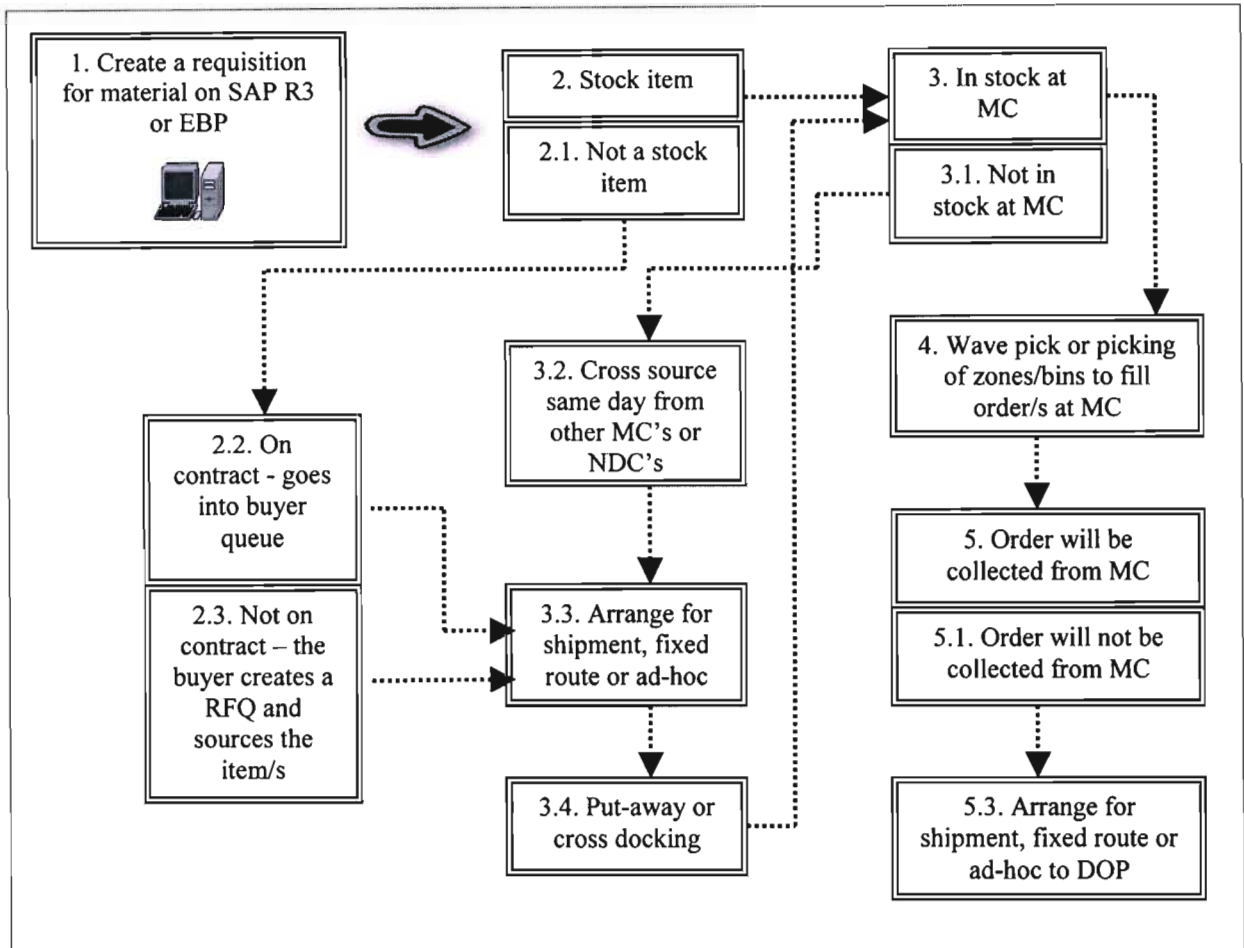 1. Create a requisition
for material on SAP R3
or EBP
2. Stock item
2.1. Not a stock
item
3. In stock at
MC
3.1. Not in
stock at MC
3.2. Cross source
same day from
other MC's or
NDC's
4. Wave pick or picking
of zones/bins to fill
order/s at MC
2.2. On
contract - goes
into buyer
queue
2.3. Not on
contract – the
buyer creates a
RFQ and
sources the
item/s
3.3. Arrange for
shipment, fixed
route or ad-hoc
3.4. Put-away or
cross docking
5. Order will be
collected from MC
5.1. Order will not be
collected from MC
5.3. Arrange for
shipment, fixed route or
ad-hoc to DOP